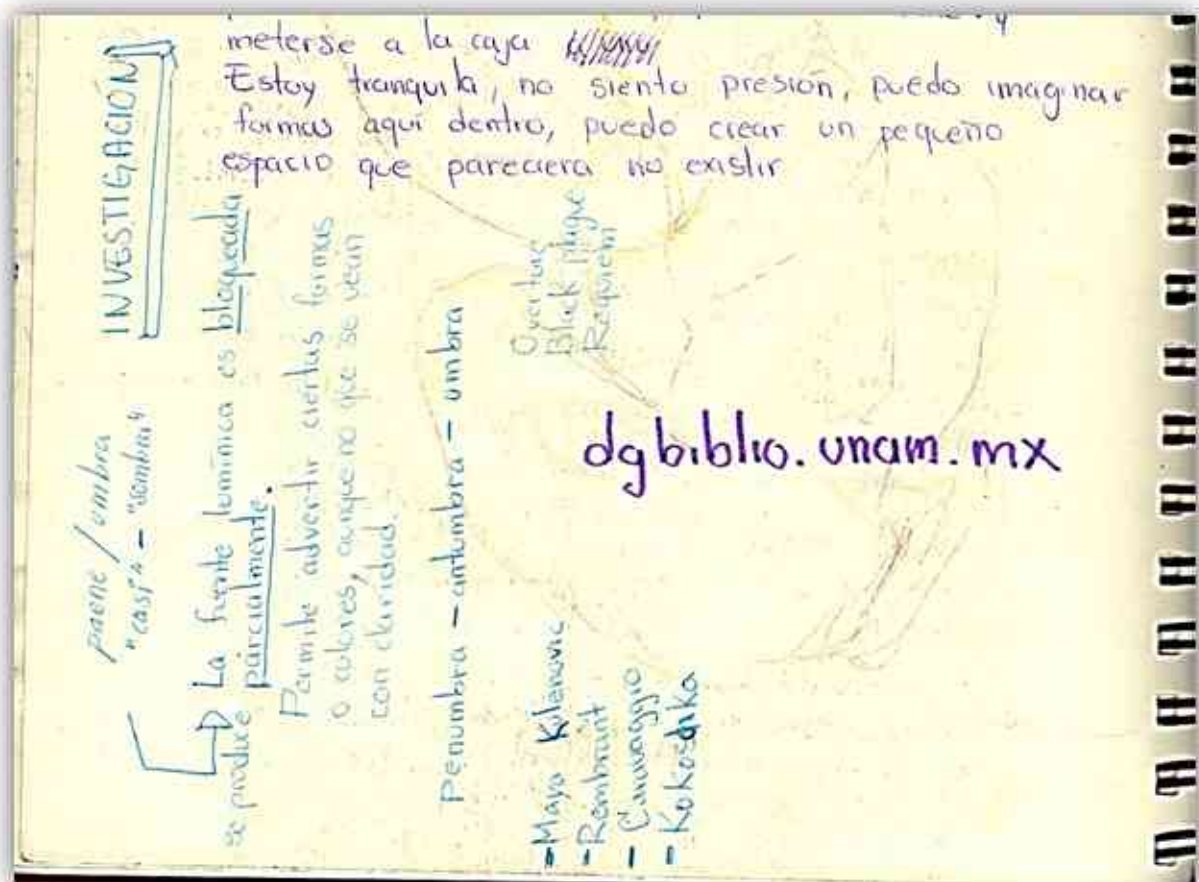 meterse a la caja
Estoy tranquila, no siento presión, puedo imaginar
formas aquí dentro, puedo crear un pequeño
espacio que pareciera no existir
INVESTIGACIÓN
paene / umbra
"casi" - "sombra"
La fuente lumínica es bloqueada
se produce parcialmente.
Permite advertir ciertas formas
o colores, aunque no que se vean
con claridad.
Penumbra - antumbra - umbra
Overture
Black plague
Requiem
- Maya Kulenovic
- Rembrant
- Caravaggio
- Kokoschka
dgbiblio.unam.mx